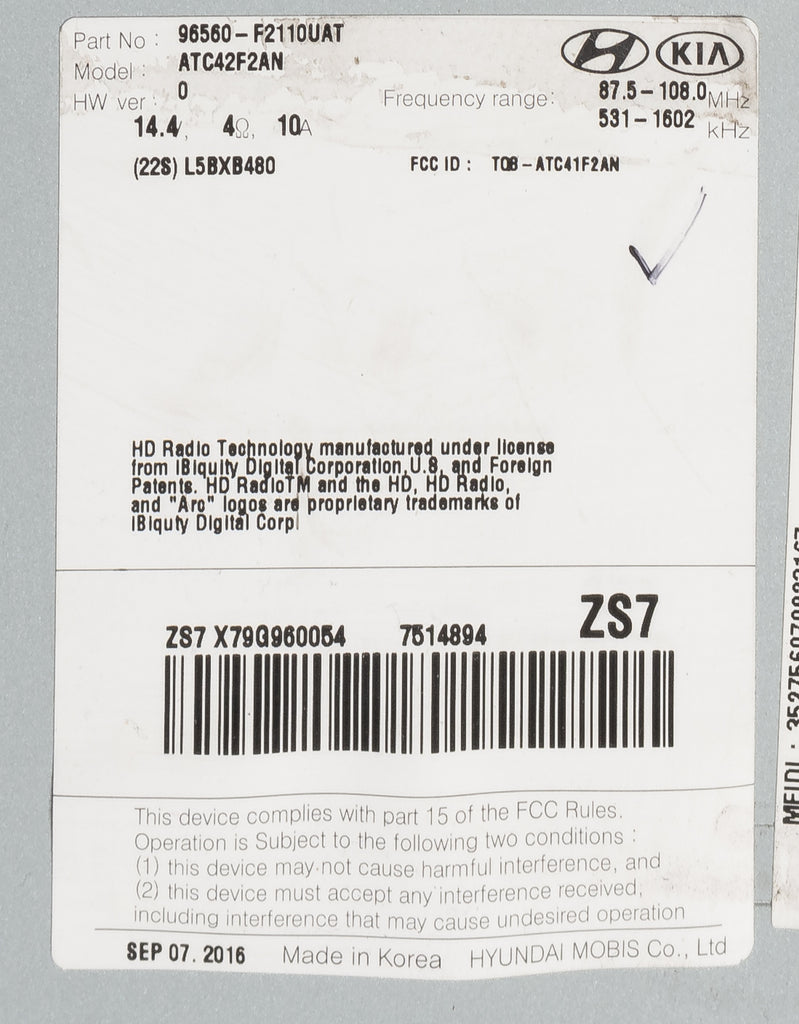 Part No : 96560-F2110UAT
Model : ATC42F2AN
HW ver : 0
KIA
Frequency range: 87.5-108.0 MHz
531-1602 kHz
14.4, 4Ω, 10A
(22S) L5BXB480
FCC ID : TQ8-ATC41F2AN
HD Radio Technology manufactured under license
from iBiquity Digital Corporation,U.S. and Foreign
Patents. HD RadioTM and the HD, HD Radio,
and "Arc" logos are proprietary trademarks of
iBiquty Digital Corp
ZS7 X79G960054 7514894 ZS7
This device complies with part 15 of the FCC Rules.
Operation is Subject to the following two conditions :
(1) this device may not cause harmful interference, and
(2) this device must accept any interference received,
including interference that may cause undesired operation
SEP 07. 2016 Made in Korea HYUNDAI MOBIS Co., Ltd